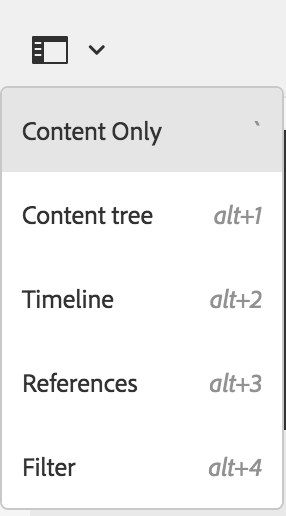 Content Only `
Content tree alt+1
Timeline alt+2
References alt+3
Filter alt+4